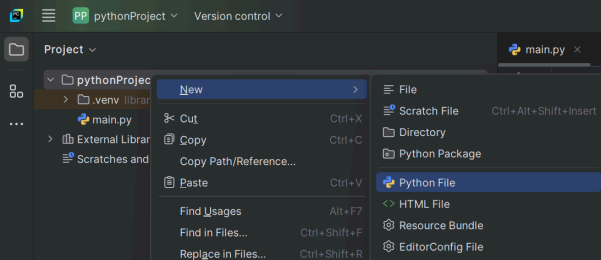 PC
PP pythonProject Version control
Project
main.py
pythonProjec
.venv librar
main.py
External Librar
Scratches and
New
Cut Ctrl+X
Copy Ctrl+C
Copy Path/Reference...
Paste Ctrl+V
Find Usages Alt+F7
Find in Files... Ctrl+Shift+F
Replace in Files... Ctrl+Shift+R
File
Scratch File Ctrl+Alt+Shift+Insert
Directory
Python Package
Python File
HTML File
Resource Bundle
EditorConfig File